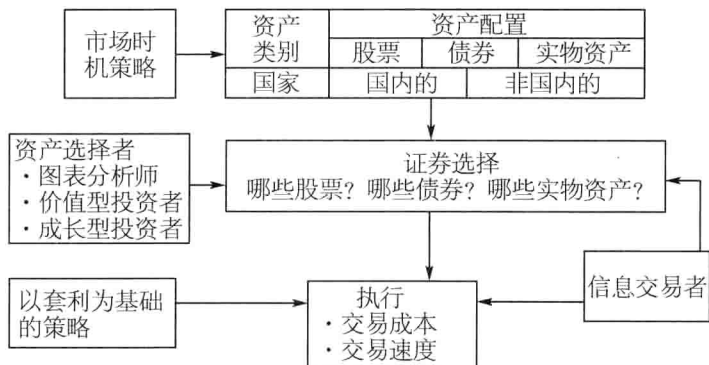 市场时
机策略
资产
类别
资产配置
股票
债券
实物资产
国家
国内的
非国内的
资产选择者
·图表分析师
·价值型投资者
·成长型投资者
证券选择
哪些股票？哪些债券？哪些实物资产？
以套利为基础
的策略
执行
·交易成本
·交易速度
信息交易者